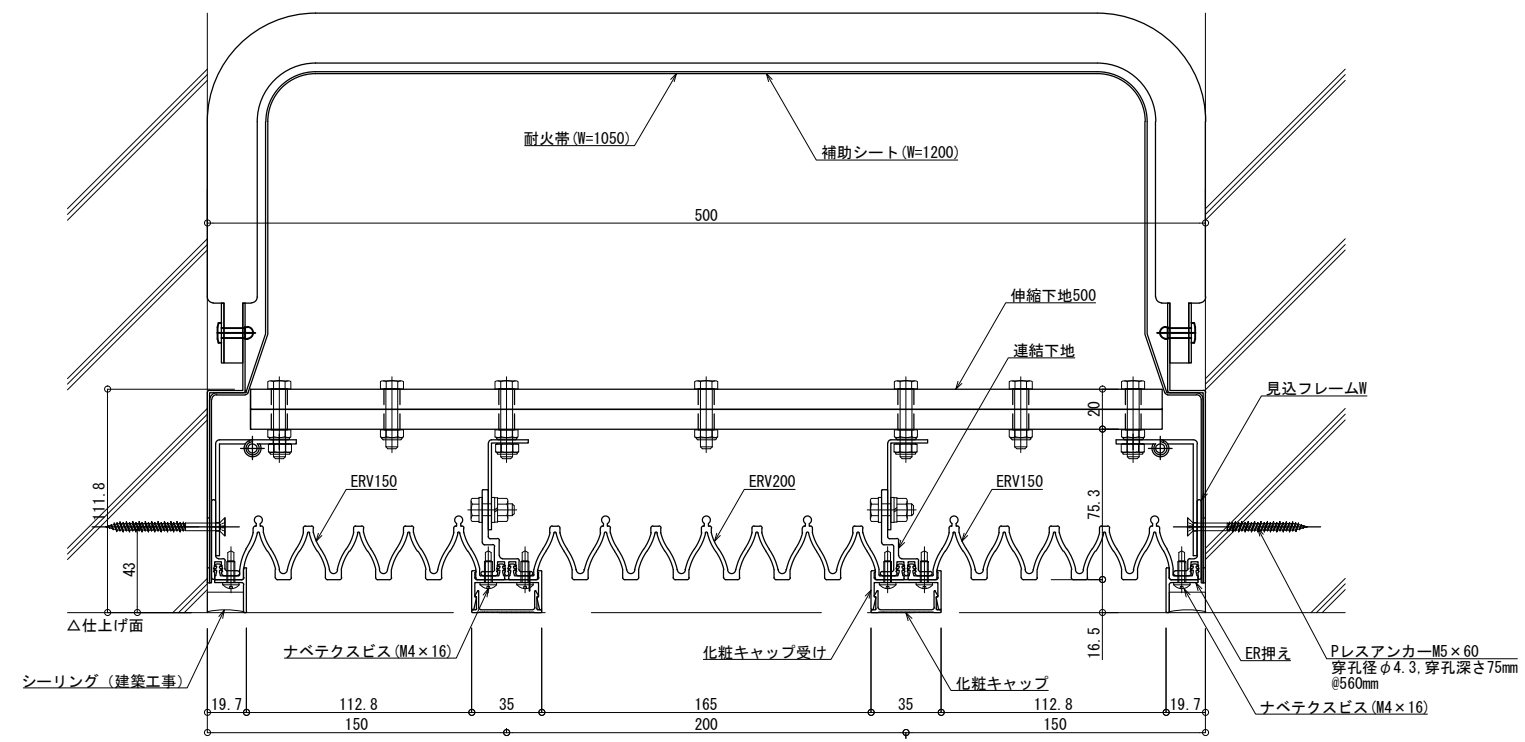 耐火帯(W=1050)
補助シート(W=1200)
500
伸縮下地500
連結下地
見込フレームW
20
ERV150
ERV200
ERV150
111.8
75.3
43
△仕上げ面
16.5
ナベテクスビス(M4×16)
化粧キャップ受け
ER押え
PレスアンカーM5×60
穿孔径φ4.3,穿孔深さ75mm
@560mm
シーリング(建築工事)
化粧キャップ
ナベテクスビス(M4×16)
19.7
112.8
35
165
35
112.8
19.7
150
200
150